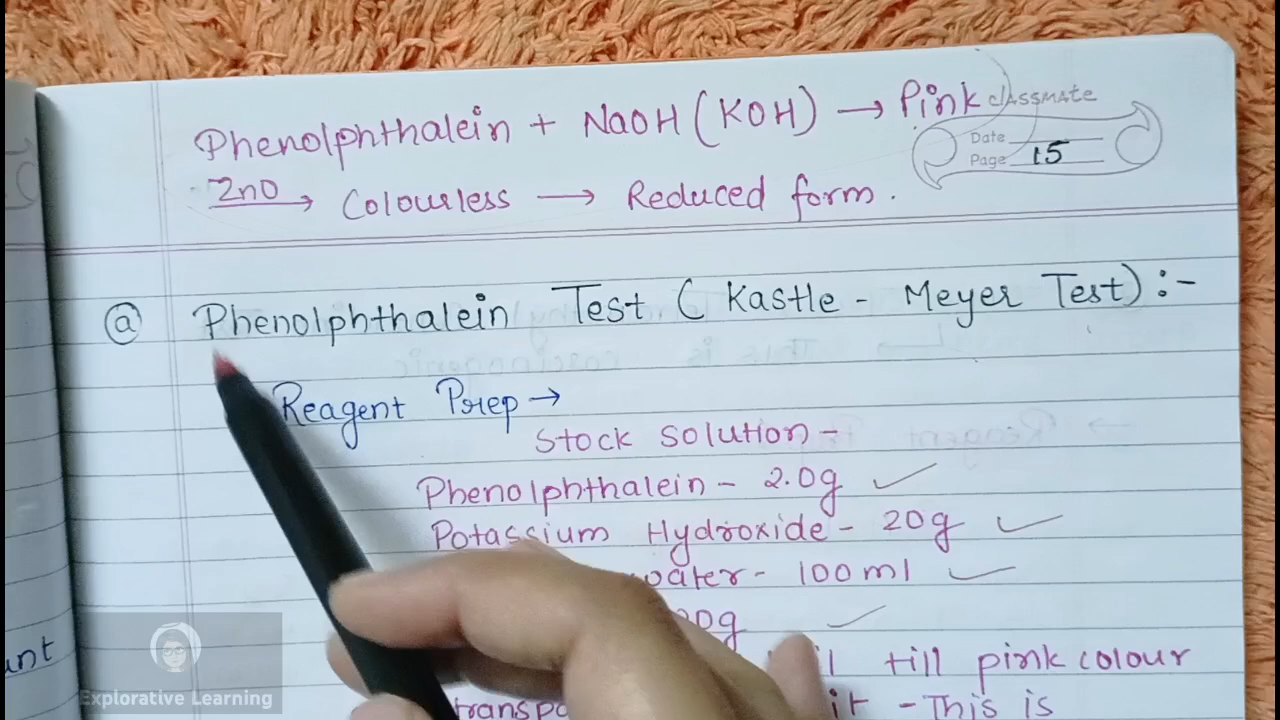 Phenolphthalein + NaOH (KOH) → Pink
classmate
Date
Page 15
ZnO → Colourless → Reduced form.
ⓐ Phenolphthalein Test ( Kastle - Meyer Test) :-
Reagent Prep →
Stock solution -
Phenolphthalein - 2.0g ✓
Potassium Hydroxide - 20g ✓
water - 100ml ✓
till pink colour
- This is
Explorative Learning